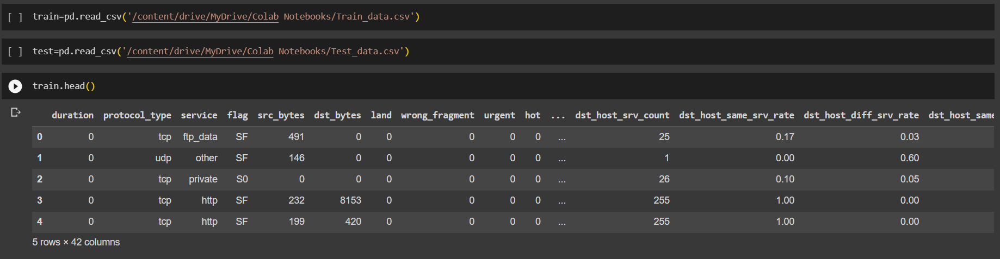 [ ] train=pd.read_csv('/content/drive/MyDrive/Colab Notebooks/Train_data.csv')
[ ] test=pd.read_csv('/content/drive/MyDrive/Colab Notebooks/Test_data.csv')
train.head()
duration protocol_type service flag src_bytes dst_bytes land wrong_fragment urgent hot ... dst_host_srv_count dst_host_same_srv_rate dst_host_diff_srv_rate dst_host_same
0 0 tcp ftp_data SF 491 0 0 0 0 0 ... 25 0.17 0.03
1 0 udp other SF 146 0 0 0 0 0 ... 1 0.00 0.60
2 0 tcp private S0 0 0 0 0 0 0 ... 26 0.10 0.05
3 0 tcp http SF 232 8153 0 0 0 0 ... 255 1.00 0.00
4 0 tcp http SF 199 420 0 0 0 0 ... 255 1.00 0.00
5 rows × 42 columns